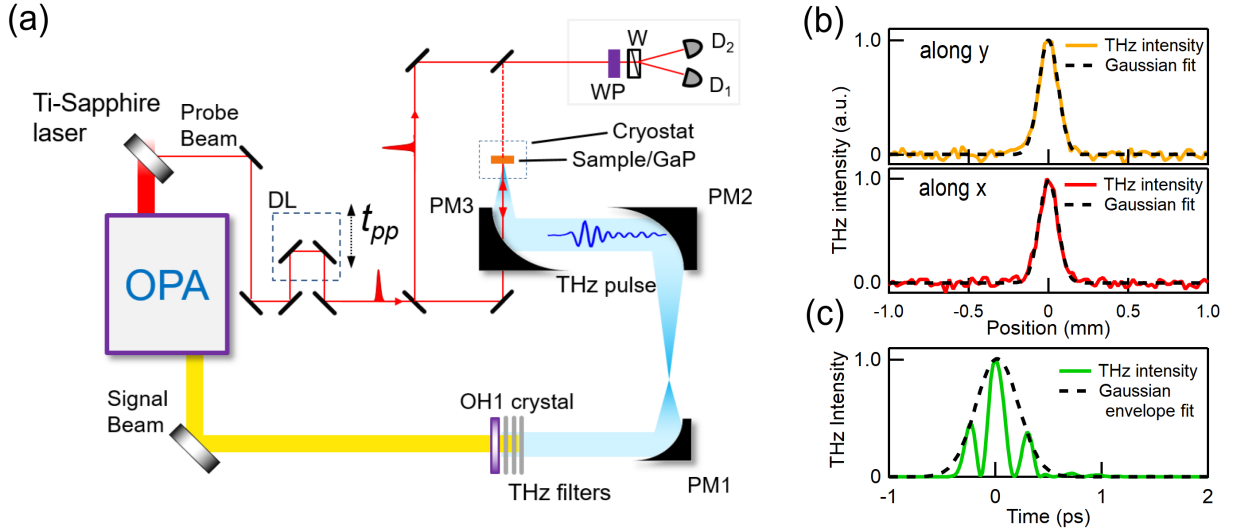 (a)
Ti-Sapphire
laser
Probe
Beam
DL
tpp
OPA
Signal
Beam
OH1 crystal
THz filters
PM1
PM2
PM3
THz pulse
Cryostat
Sample/GaP
WP
W
D2
D1
(b)
along y
THz intensity
Gaussian fit
1.0
0
along x
THz intensity
Gaussian fit
1.0
0.0
THz intensity (a.u.)
-1.0
-0.5
0.0
0.5
1.0
Position (mm)
(c)
THz intensity
Gaussian
envelope fit
1.0
0
THz Intensity
-1
0
1
2
Time (ps)